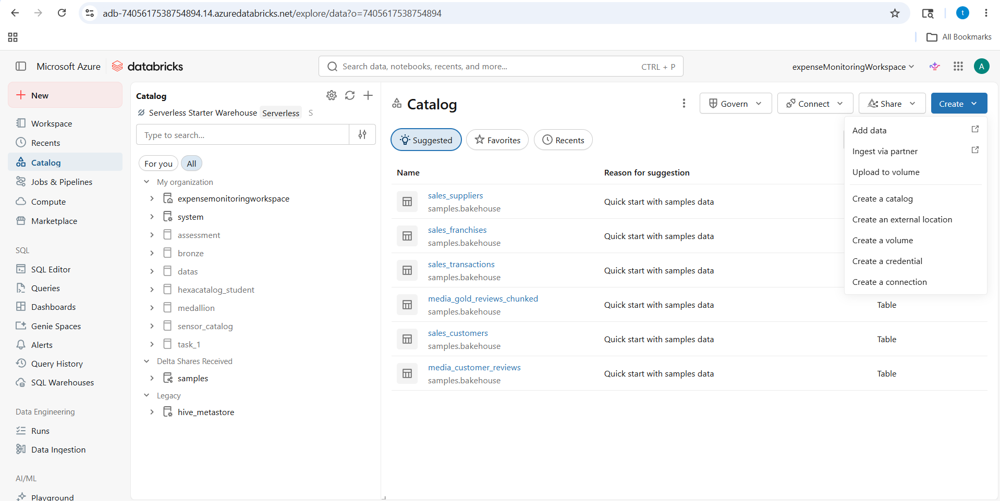 adb-7405617538754894.14.azuredatabricks.net/explore/data?o=7405617538754894
t
All Bookmarks
Microsoft Azure
databricks
Search data, notebooks, recents, and more...
CTRL + P
expenseMonitoringWorkspace
A
New
Workspace
Recents
Catalog
Jobs & Pipelines
Compute
Marketplace
SQL
SQL Editor
Queries
Dashboards
Genie Spaces
Alerts
Query History
SQL Warehouses
Data Engineering
Runs
Data Ingestion
AI/ML
Playground
Catalog
Serverless Starter Warehouse Serverless S
Type to search...
For you All
My organization
expensemonitoringworkspace
system
assessment
bronze
datas
hexacatalog_student
medallion
sensor_catalog
task_1
Delta Shares Received
samples
Legacy
hive_metastore
Catalog
Govern
Connect
Share
Create
Suggested
Favorites
Recents
Name Reason for suggestion
sales_suppliers
samples.bakehouse
Quick start with samples data
sales_franchises
samples.bakehouse
Quick start with samples data
sales_transactions
samples.bakehouse
Quick start with samples data
media_gold_reviews_chunked
samples.bakehouse
Quick start with samples data
Table
sales_customers
samples.bakehouse
Quick start with samples data
Table
media_customer_reviews
samples.bakehouse
Quick start with samples data
Table
Add data
Ingest via partner
Upload to volume
Create a catalog
Create an external location
Create a volume
Create a credential
Create a connection